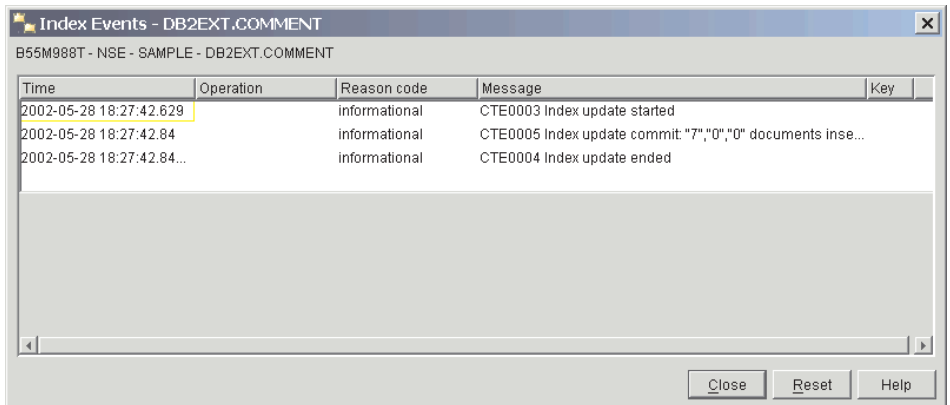 Index Events - DB2EXT.COMMENT
B55M988T - NSE - SAMPLE - DB2EXT.COMMENT
Time Operation Reason code Message Key
2002-05-28 18:27:42.629 informational CTE0003 Index update started
2002-05-28 18:27:42.84 informational CTE0005 Index update commit: "7","0","0" documents inse...
2002-05-28 18:27:42.84... informational CTE0004 Index update ended
Close Reset Help